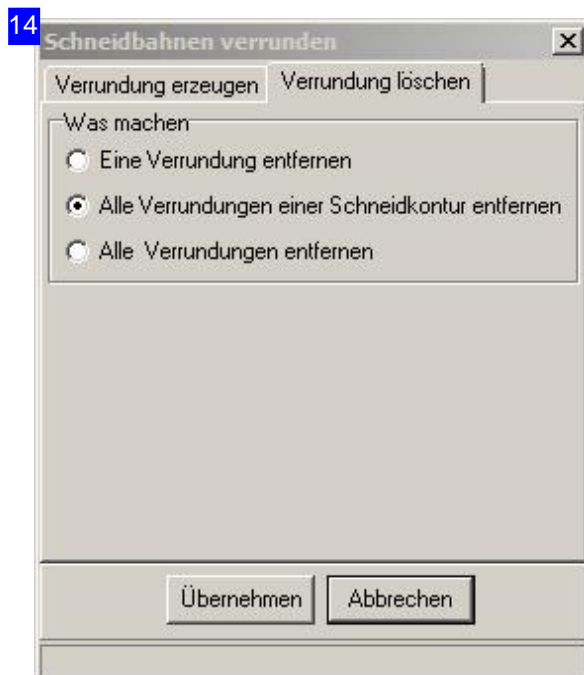 14
Schneidbahnen verrunden
Verrundung erzeugen Verrundung löschen
Was machen
Eine Verrundung entfernen
Alle Verrundungen einer Schneidkontur entfernen
Alle Verrundungen entfernen
Übernehmen Abbrechen